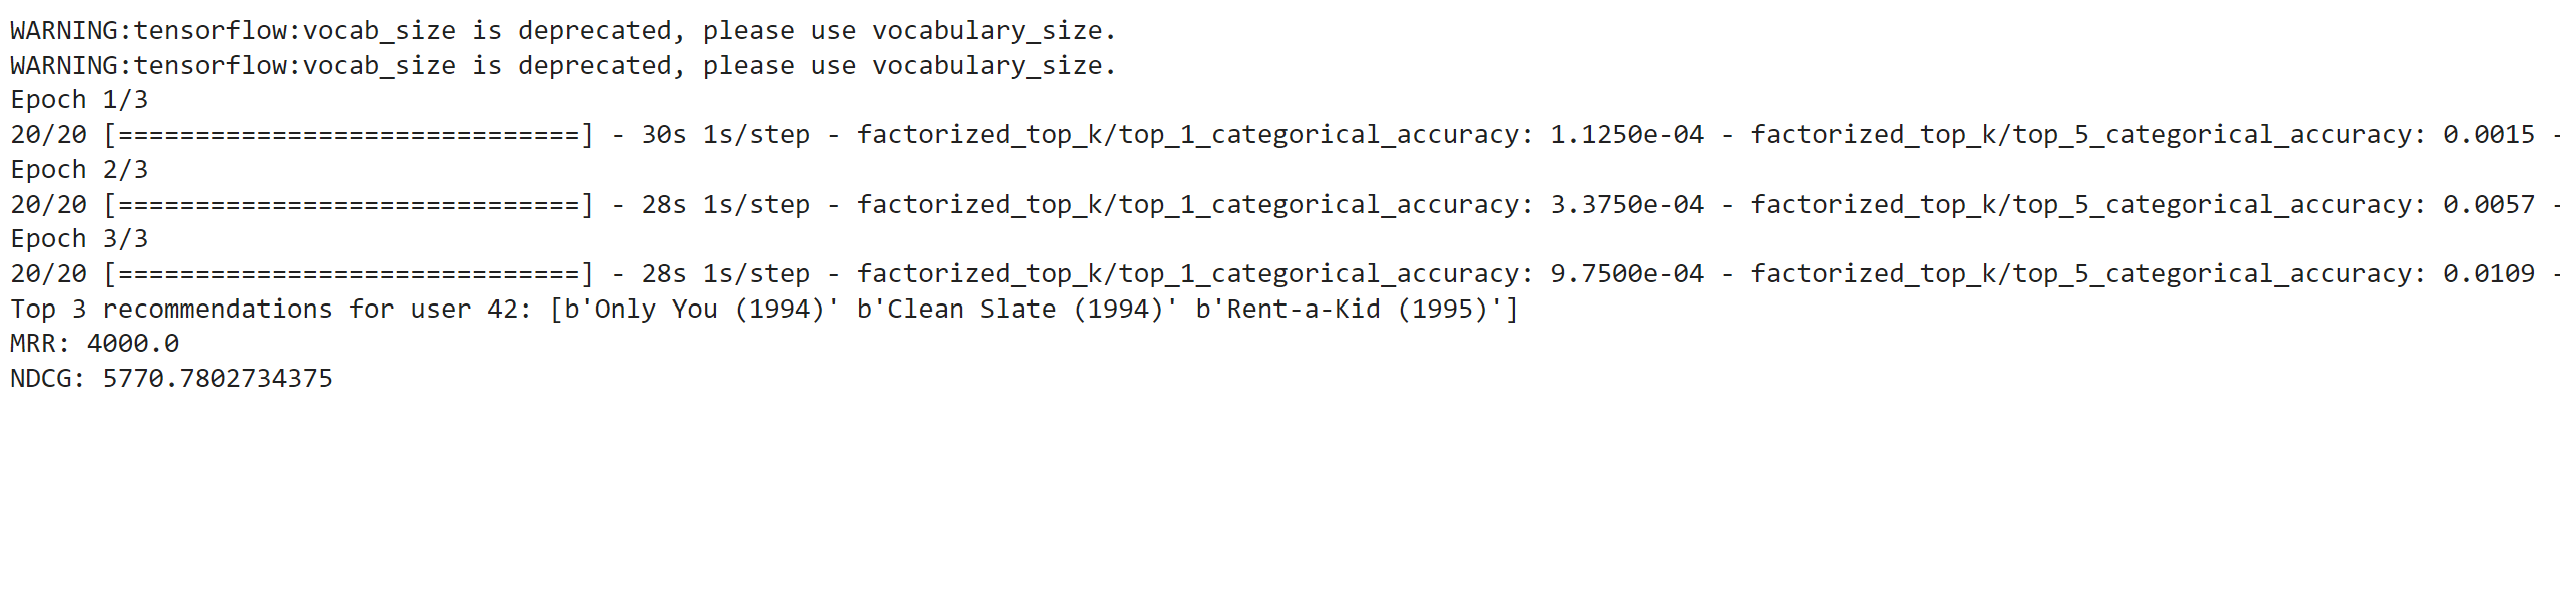 WARNING:tensorflow:vocab_size is deprecated, please use vocabulary_size.
WARNING:tensorflow:vocab_size is deprecated, please use vocabulary_size.
Epoch 1/3
20/20 [==============================] - 30s 1s/step - factorized_top_k/top_1_categorical_accuracy: 1.1250e-04 - factorized_top_k/top_5_categorical_accuracy: 0.0015 -
Epoch 2/3
20/20 [==============================] - 28s 1s/step - factorized_top_k/top_1_categorical_accuracy: 3.3750e-04 - factorized_top_k/top_5_categorical_accuracy: 0.0057 -
Epoch 3/3
20/20 [==============================] - 28s 1s/step - factorized_top_k/top_1_categorical_accuracy: 9.7500e-04 - factorized_top_k/top_5_categorical_accuracy: 0.0109 -
Top 3 recommendations for user 42: [b'Only You (1994)' b'Clean Slate (1994)' b'Rent-a-Kid (1995)']
MRR: 4000.0
NDCG: 5770.7802734375